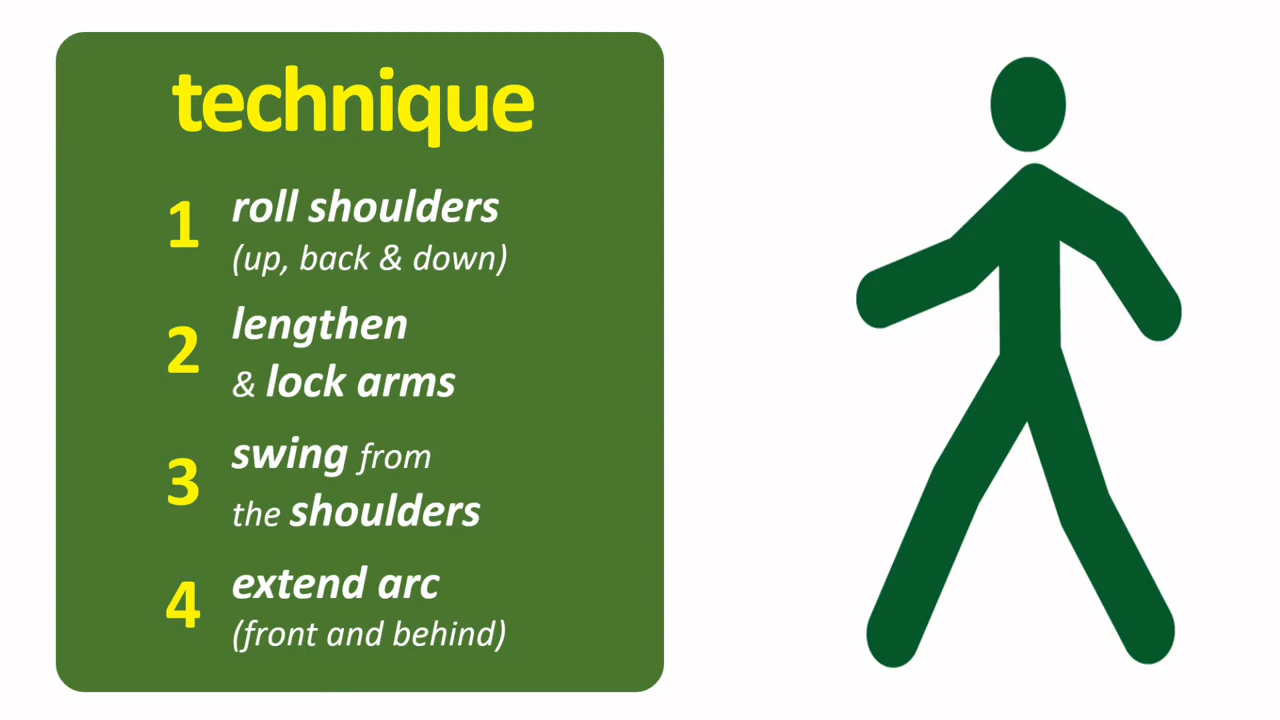 technique
1 roll shoulders
(up, back & down)
2 lengthen
& lock arms
3 swing from
the shoulders
4 extend arc
(front and behind)